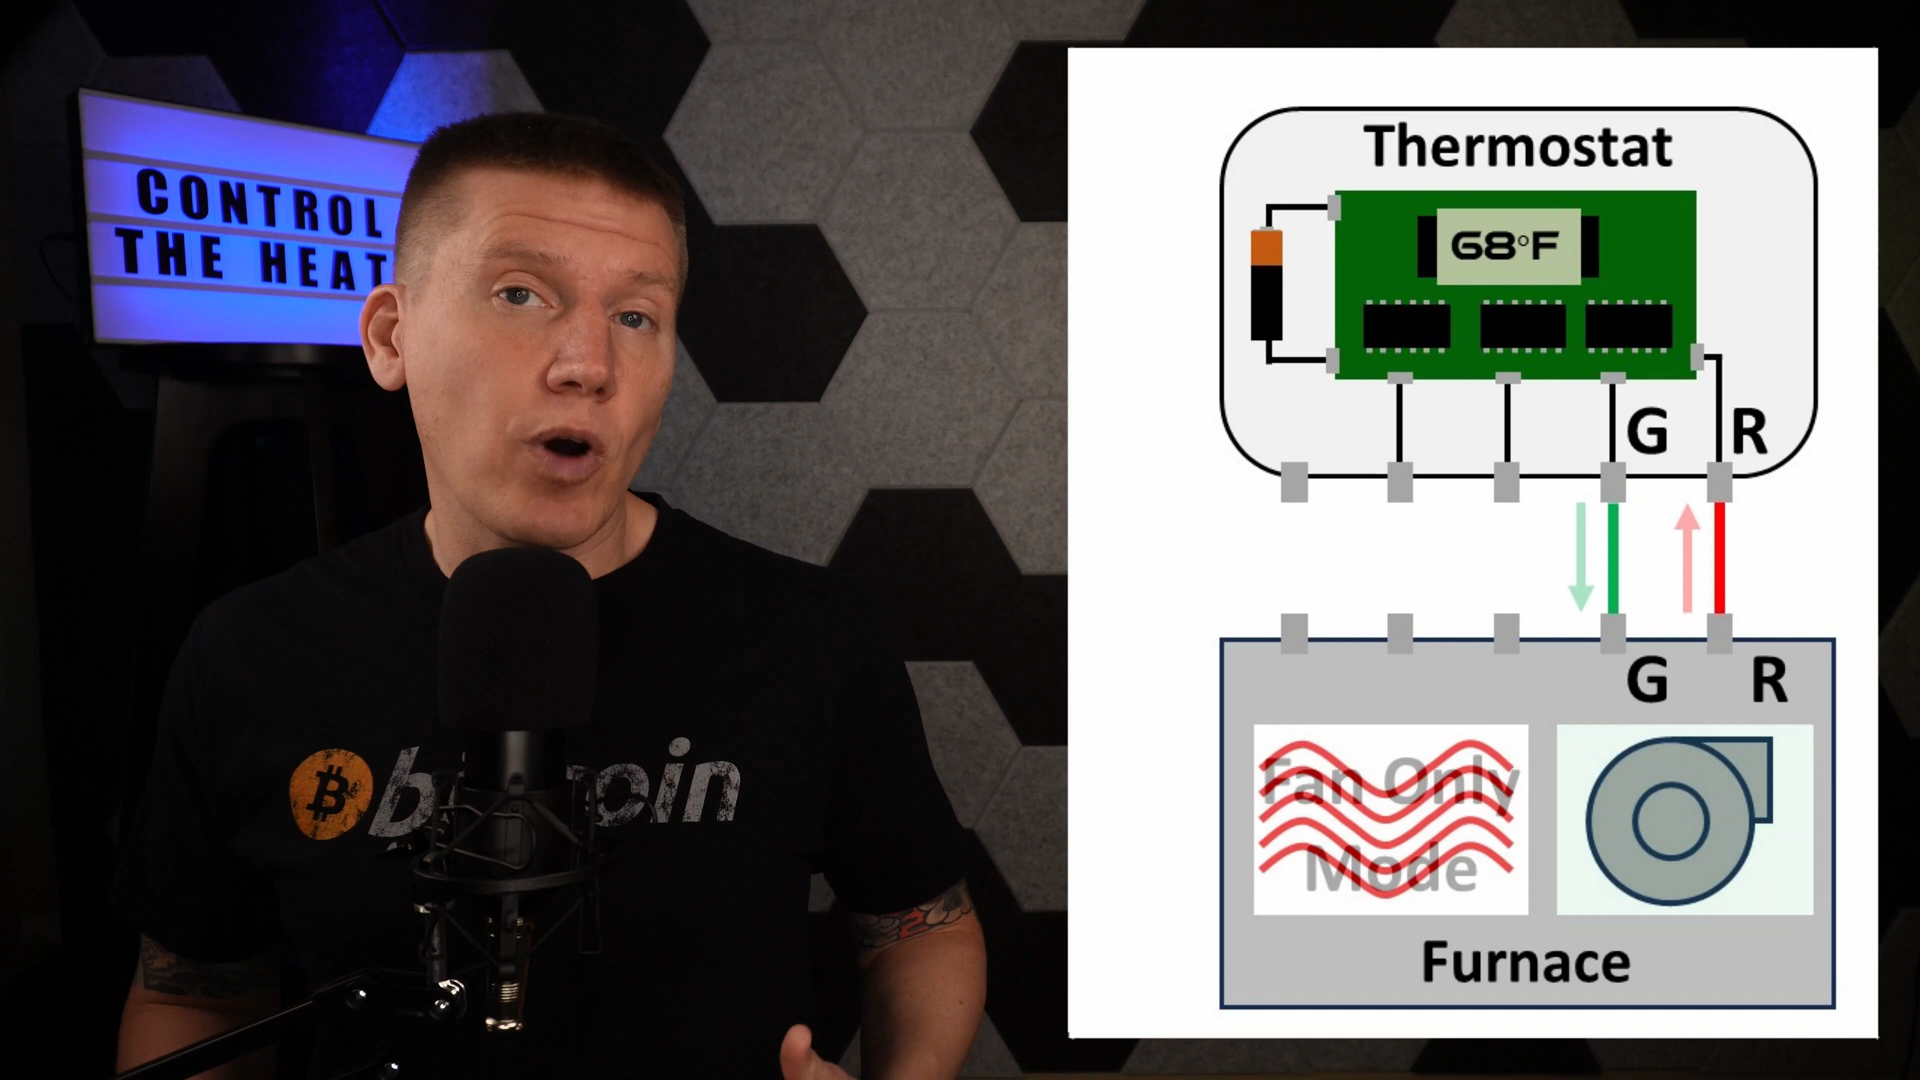 CONTROL
THE HEAT
bitcoin
Thermostat
68°F
G R
G R
Fan Only
Mode
Furnace